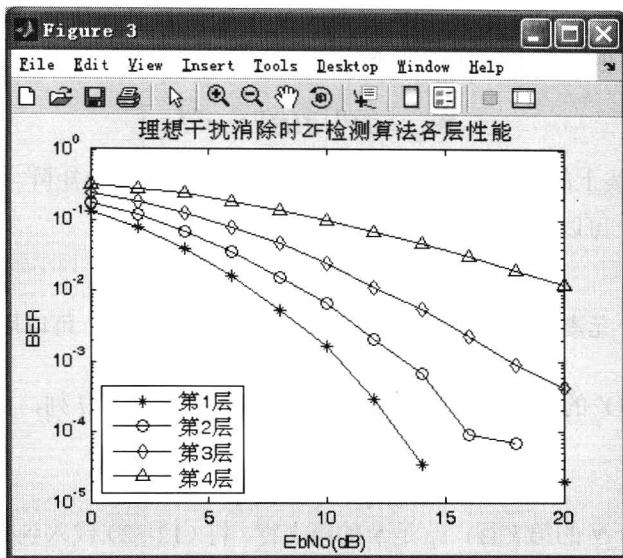 Figure 3
File Edit View Insert Tools Desktop Window Help
理想干扰消除时ZF检测算法各层性能
10^0
10^-1
10^-2
10^-3
10^-4
10^-5
BER
第1层
第2层
第3层
第4层
0 5 10 15 20
EbNo(dB)